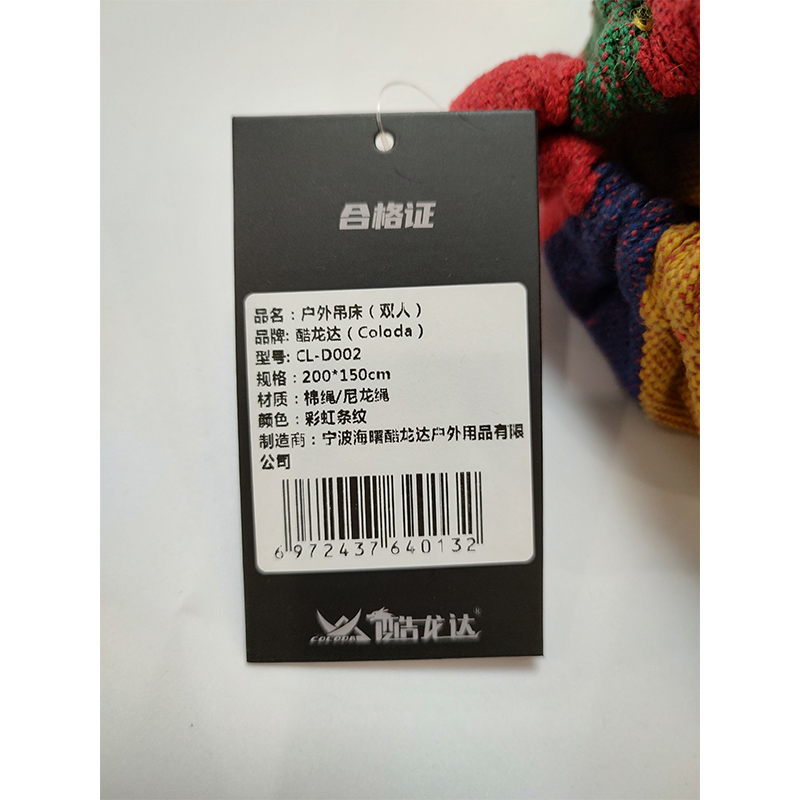 合格证
品名：户外吊床（双人）
品牌: 酷龙达（Coloda）
型号: CL-D002
规格：200*150cm
材质：棉绳/尼龙绳
颜色：彩虹条纹
制造商：宁波海曙酷龙达户外用品有限
公司
6 972437 640132
COLODA 酷龙达®